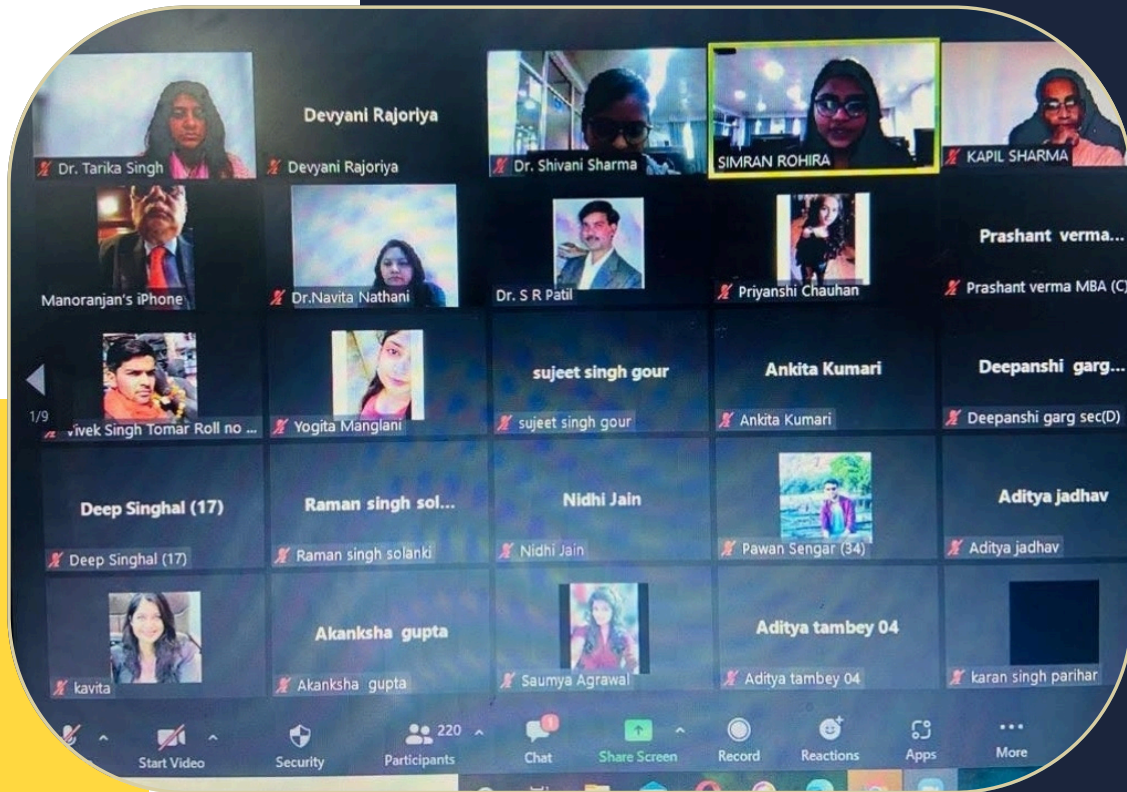 Dr. Tarika Singh
Devyani Rajoriya
Devyani Rajoriya
Dr. Shivani Sharma
SIMRAN ROHIRA
KAPIL SHARMA
Manoranjan's iPhone
Dr.Navita Nathani
Dr. S R Patil
Priyanshi Chauhan
Prashant verma...
Prashant verma MBA (C)
1/9
Vivek Singh Tomar Roll no ...
Yogita Manglani
sujeet singh gour
sujeet singh gour
Ankita Kumari
Ankita Kumari
Deepanshi garg...
Deepanshi garg sec(D)
Deep Singhal (17)
Deep Singhal (17)
Raman singh sol...
Raman singh solanki
Nidhi Jain
Nidhi Jain
Pawan Sengar (34)
Aditya jadhav
Aditya jadhav
kavita
Akanksha gupta
Akanksha gupta
Saumya Agrawal
Aditya tambey 04
Aditya tambey 04
karan singh parihar
Start Video
Security
220
Participants
1
Chat
Share Screen
Record
Reactions
Apps
More